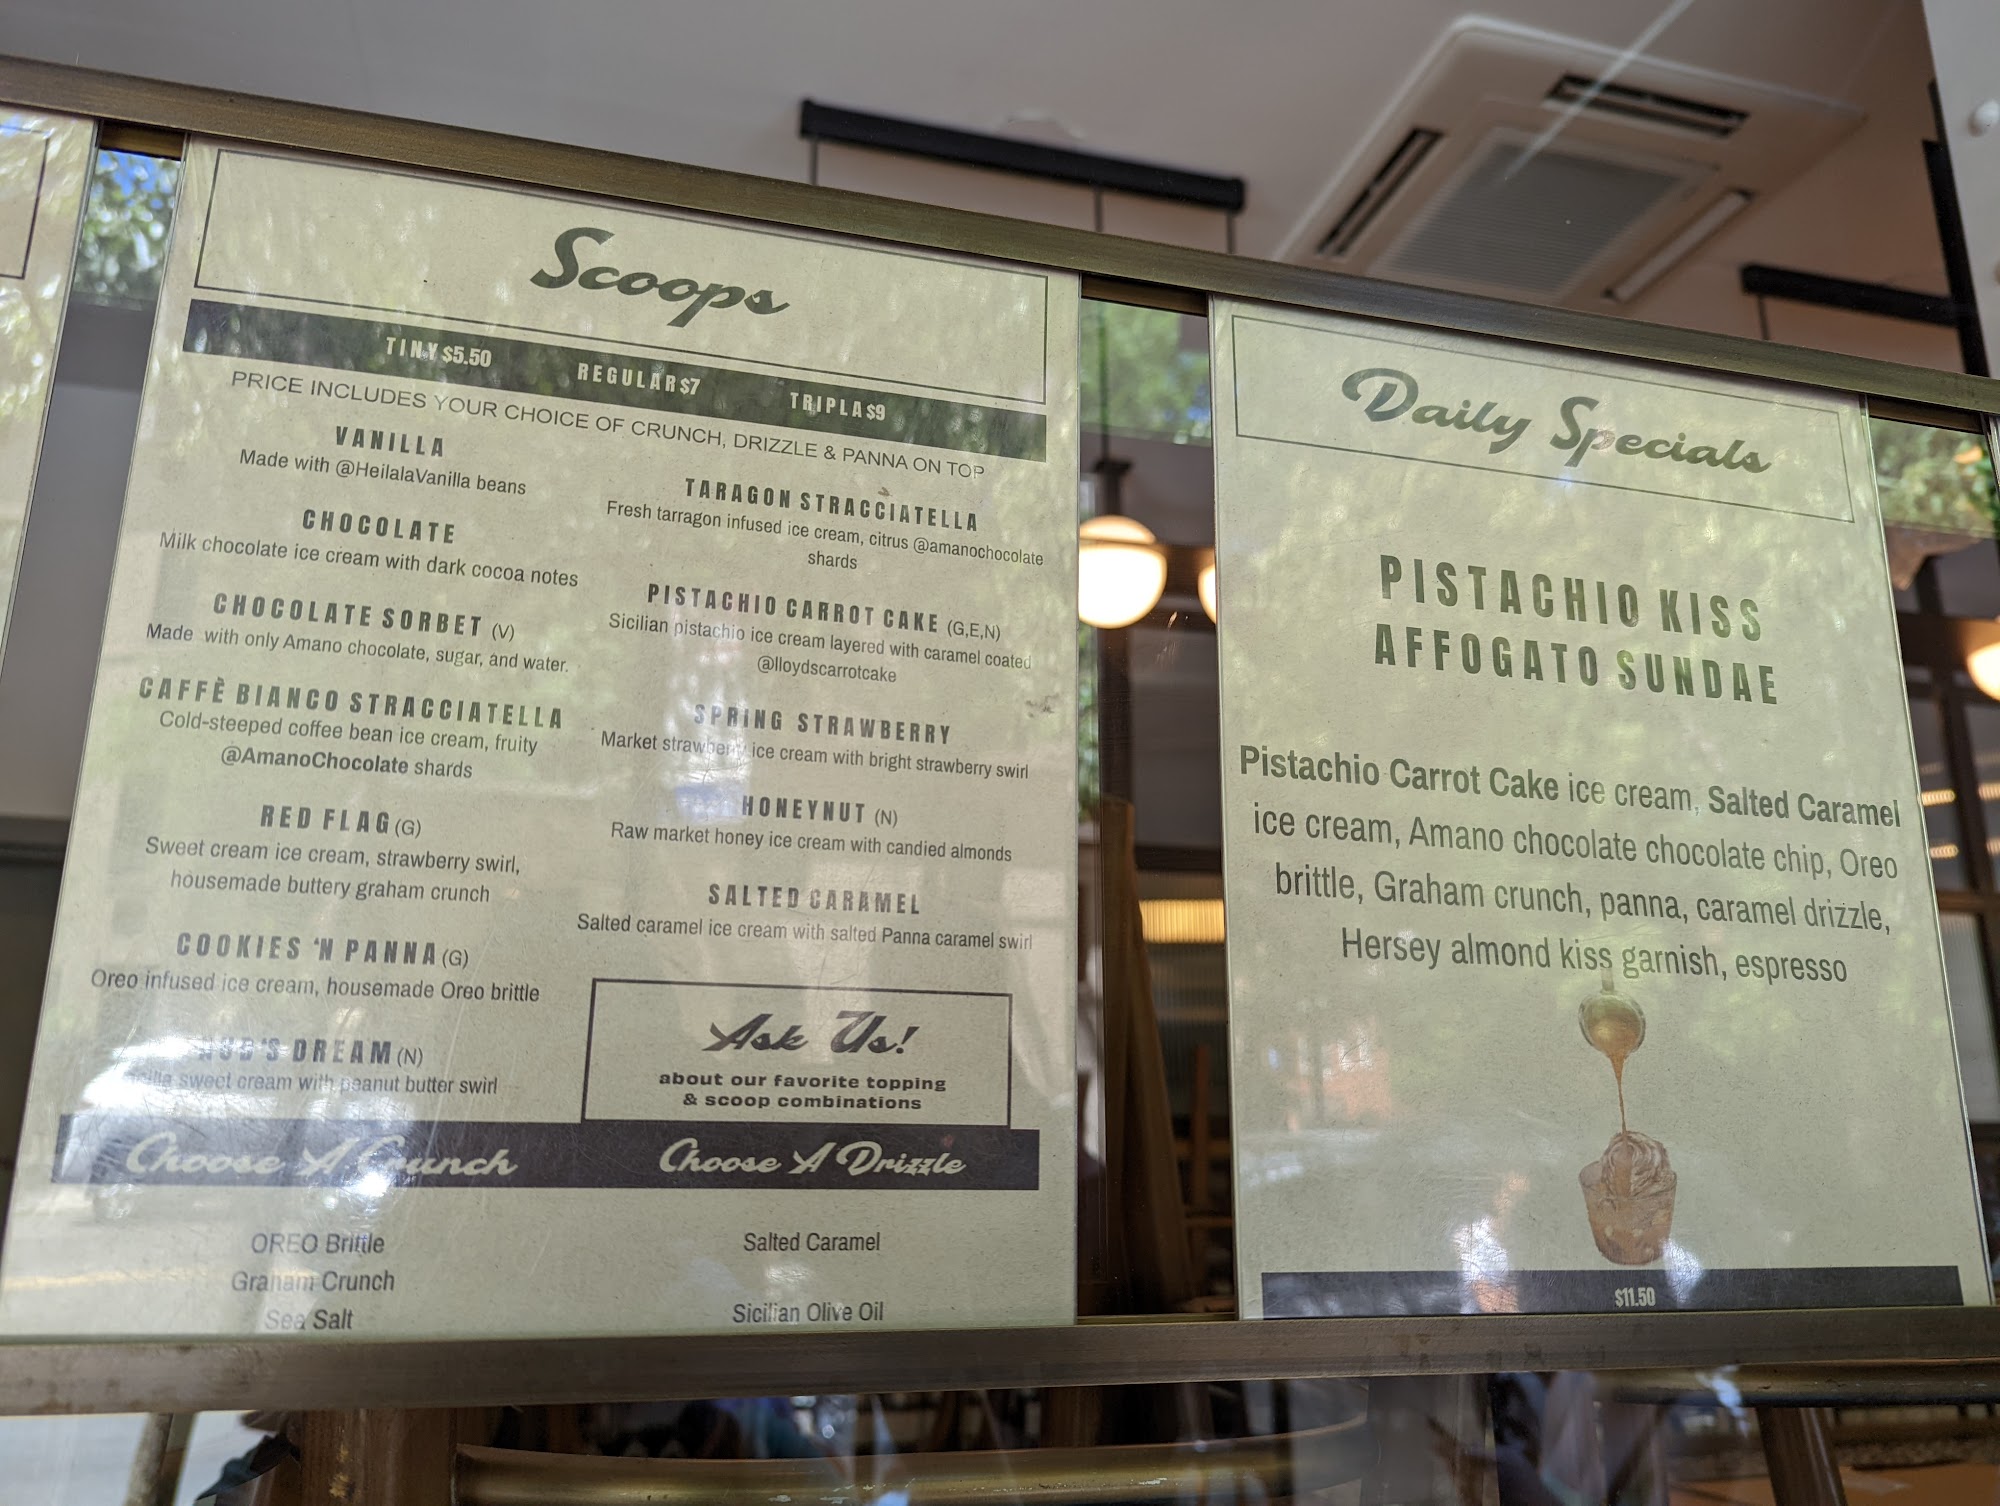 Scoops
TINY $5.50 REGULAR $7 TRIPLA $9
PRICE INCLUDES YOUR CHOICE OF CRUNCH, DRIZZLE & PANNA ON TOP
VANILLA
Made with @HeilalaVanilla beans
CHOCOLATE
Milk chocolate ice cream with dark cocoa notes
CHOCOLATE SORBET (V)
Made with only Amano chocolate, sugar, and water.
CAFFÈ BIANCO STRACCIATELLA
Cold-steeped coffee bean ice cream, fruity
@AmanoChocolate shards
RED FLAG (G)
Sweet cream ice cream, strawberry swirl,
housemade buttery graham crunch
COOKIES 'N PANNA (G)
Oreo infused ice cream, housemade Oreo brittle
DREAM (N)
sweet cream with peanut butter swirl
TARAGON STRACCIATELLA
Fresh tarragon infused ice cream, citrus @amanochocolate
shards
PISTACHIO CARROT CAKE (G,E,N)
Sicilian pistachio ice cream layered with caramel coated
@lloydscarrotcake
SPRING STRAWBERRY
Market strawberry ice cream with bright strawberry swirl
HONEYNUT (N)
Raw market honey ice cream with candied almonds
SALTED CARAMEL
Salted caramel ice cream with salted Panna caramel swirl
Ask Us!
about our favorite topping
& scoop combinations
Choose A Crunch
OREO Brittle
Graham Crunch
Sea Salt
Choose A Drizzle
Salted Caramel
Sicilian Olive Oil
Daily Specials
PISTACHIO KISS
AFFOGATO SUNDAE
Pistachio Carrot Cake ice cream, Salted Caramel
ice cream, Amano chocolate chocolate chip, Oreo
brittle, Graham crunch, panna, caramel drizzle,
Hersey almond kiss garnish, espresso
$11.50